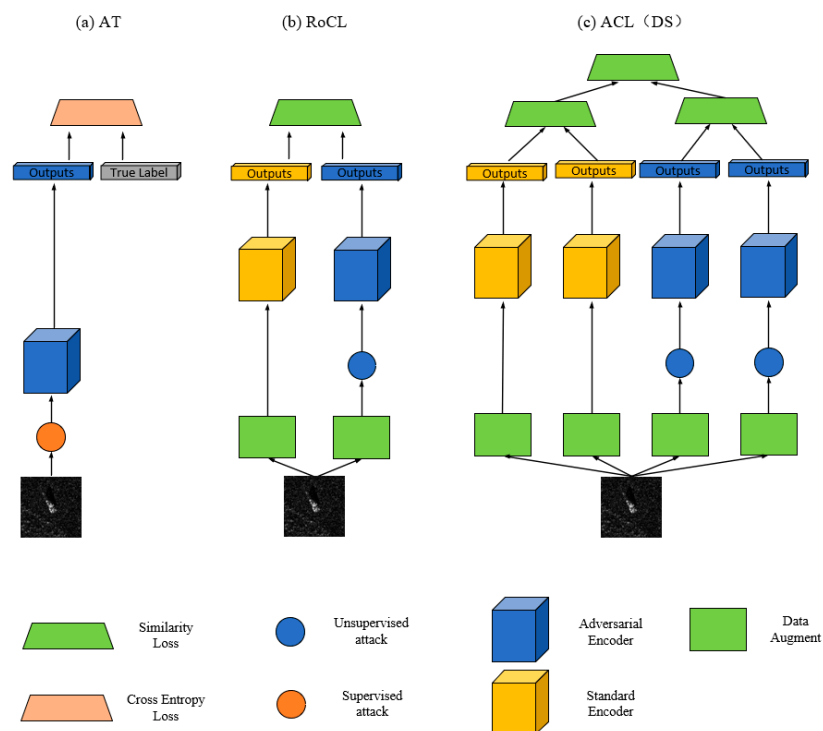 (a) AT
(b) RoCL
(c) ACL（DS）
Outputs
True Label
Outputs
Outputs
Outputs
Outputs
Outputs
Outputs
Similarity
Loss
Unsupervised
attack
Adversarial
Encoder
Data
Augment
Cross Entropy
Loss
Supervised
attack
Standard
Encoder